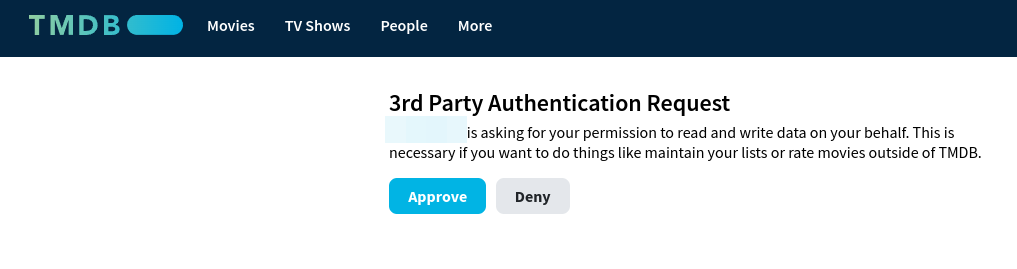 TMDB Movies TV Shows People More
3rd Party Authentication Request
is asking for your permission to read and write data on your behalf. This is
necessary if you want to do things like maintain your lists or rate movies outside of TMDB.
Approve Deny